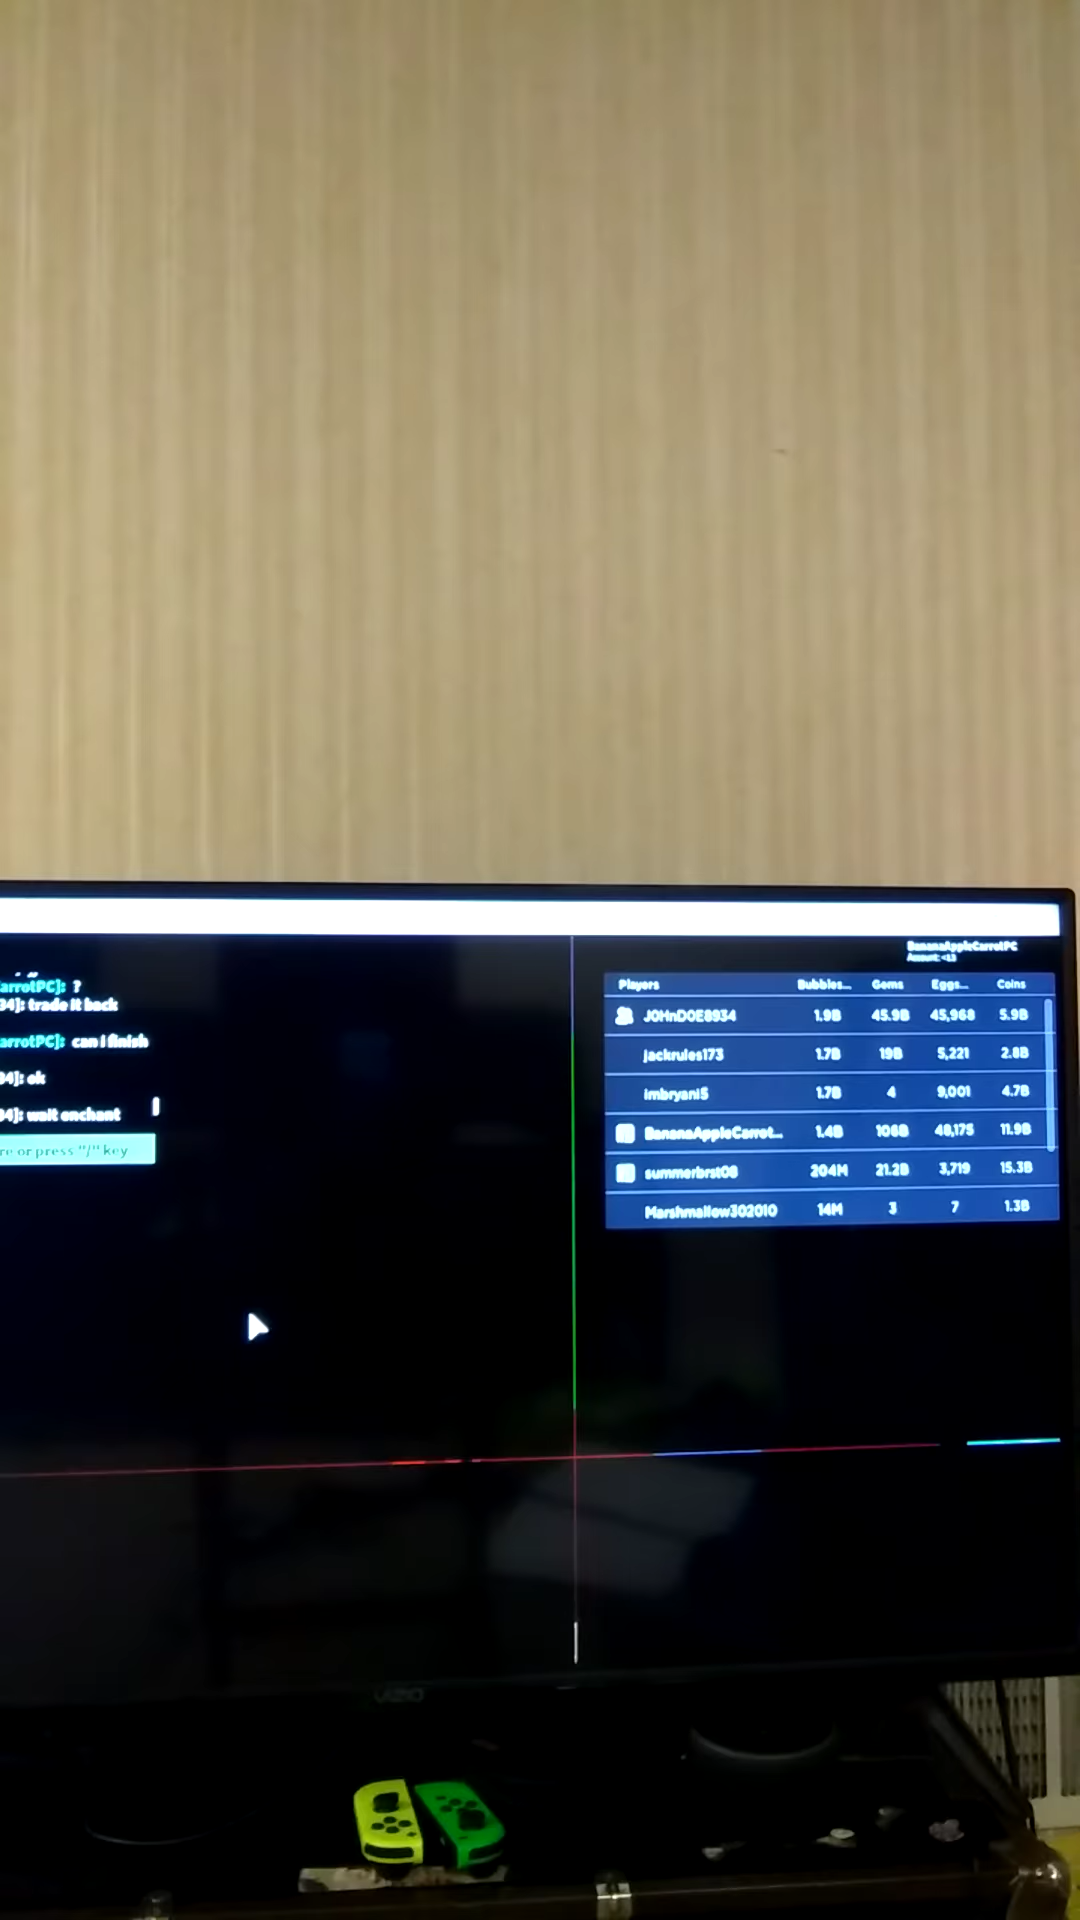 arrotPC]: ?
34]: trade it back
arrotPC]: can i finish
34]: ok
34]: wait enchant
re or press "/" key
BananaAppleCarrotPC
Account: <13
Players Bubbles... Gems Eggs... Coins
J0HnD0E8934 1.9B 45.9B 45,968 5.9B
jackrules173 1.7B 19B 5,221 2.8B
imbryani5 1.7B 4 9,001 4.7B
BananaAppleCarrot... 1.4B 106B 48,175 11.9B
summerbrst08 204M 21.2B 3,719 15.3B
Marshmallow302010 14M 3 7 1.3B
VIZIO